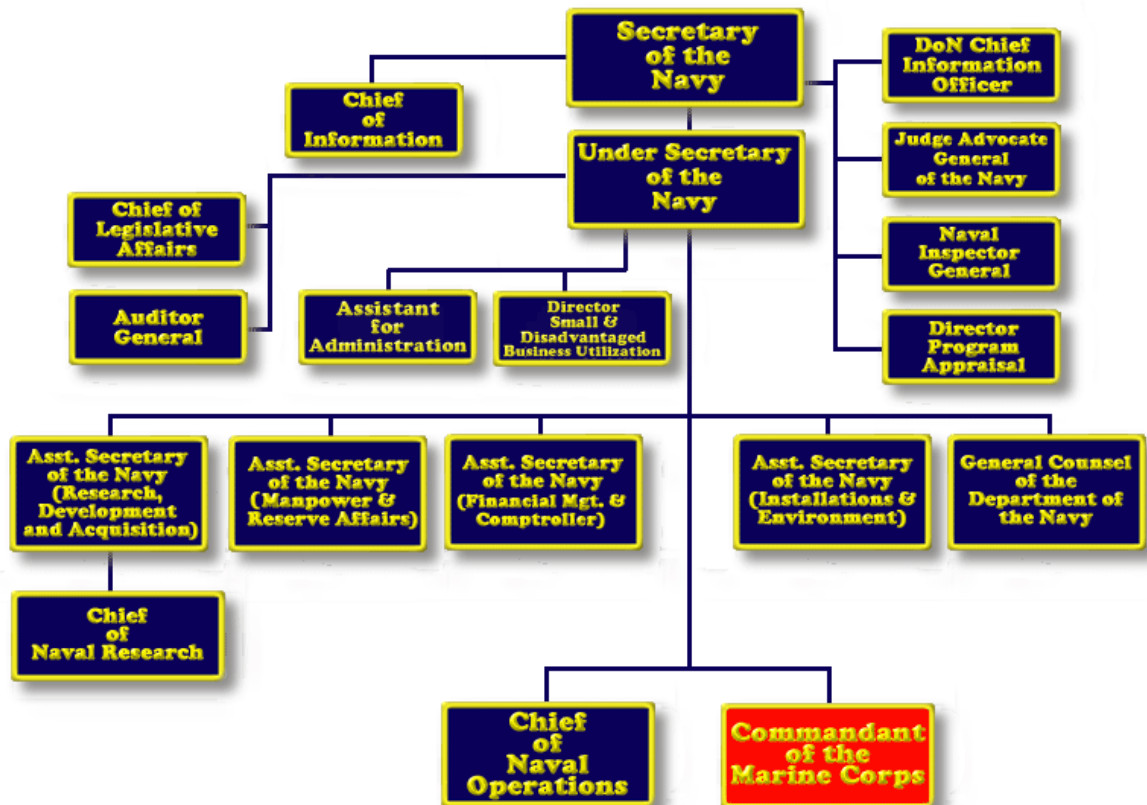 Secretary
of the
Navy
DoN Chief
Information
Officer
Chief
of
Information
Under Secretary
of the
Navy
Judge Advocate
General
of the Navy
Chief of
Legislative
Affairs
Naval
Inspector
General
Auditor
General
Assistant
for
Administration
Director
Small &
Disadvantaged
Business Utilization
Director
Program
Appraisal
Asst. Secretary
of the Navy
(Research,
Development
and Acquisition)
Asst. Secretary
of the Navy
(Manpower &
Reserve Affairs)
Asst. Secretary
of the Navy
(Financial Mgt. &
Comptroller)
Asst. Secretary
of the Navy
(Installations &
Environment)
General Counsel
of the
Department of
the Navy
Chief
of
Naval Research
Chief
of
Naval
Operations
Commandant
of the
Marine Corps